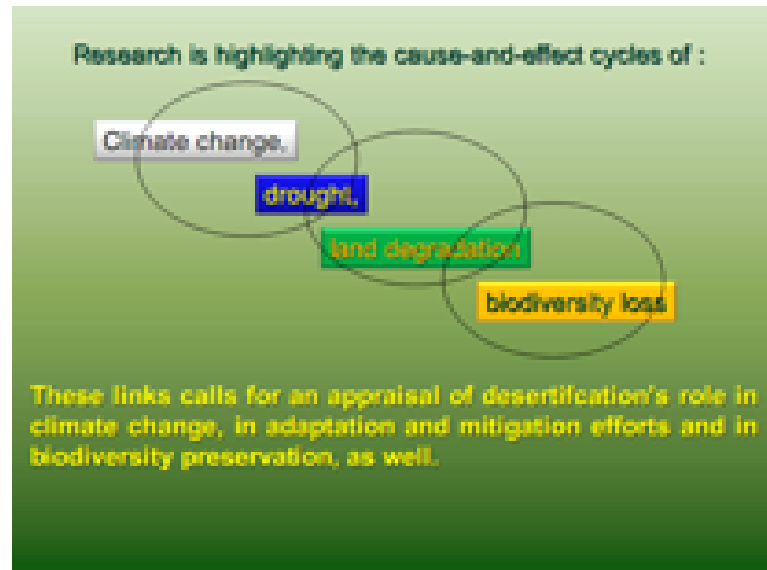 Research is highlighting the cause-and-effect cycles of :
Climate change,
drought,
land degradation
biodiversity loss
These links calls for an appraisal of desertifcation's role in
climate change, in adaptation and mitigation efforts and in
biodiversity preservation, as well.